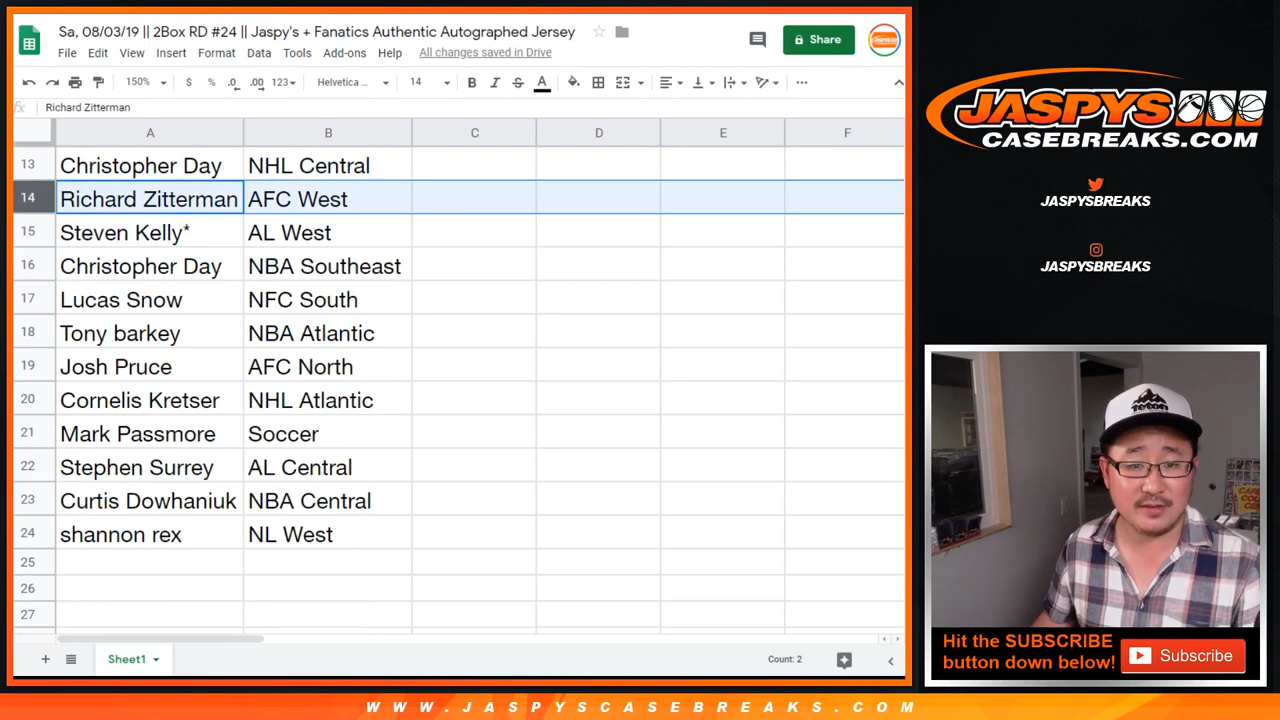 Sa, 08/03/19 || 2Box RD #24 || Jaspy's + Fanatics Authentic Autographed Jersey
File Edit View Insert Format Data Tools Add-ons Help All changes saved in Drive
Share
150% $ % .0 .00 123 Helvetica ... 14 B I S A
fx Richard Zitterman
A B C D E F
13 Christopher Day NHL Central
14 Richard Zitterman AFC West
15 Steven Kelly* AL West
16 Christopher Day NBA Southeast
17 Lucas Snow NFC South
18 Tony barkey NBA Atlantic
19 Josh Pruce AFC North
20 Cornelis Kretser NHL Atlantic
21 Mark Passmore Soccer
22 Stephen Surrey AL Central
23 Curtis Dowhaniuk NBA Central
24 shannon rex NL West
25
26
27
Sheet1
Count: 2
JASPYS
CASEBREAKS.COM
JASPYSBREAKS
JASPYSBREAKS
Hit the SUBSCRIBE
button down below!
Subscribe
WWW.JASPYSCASEBREAKS.COM